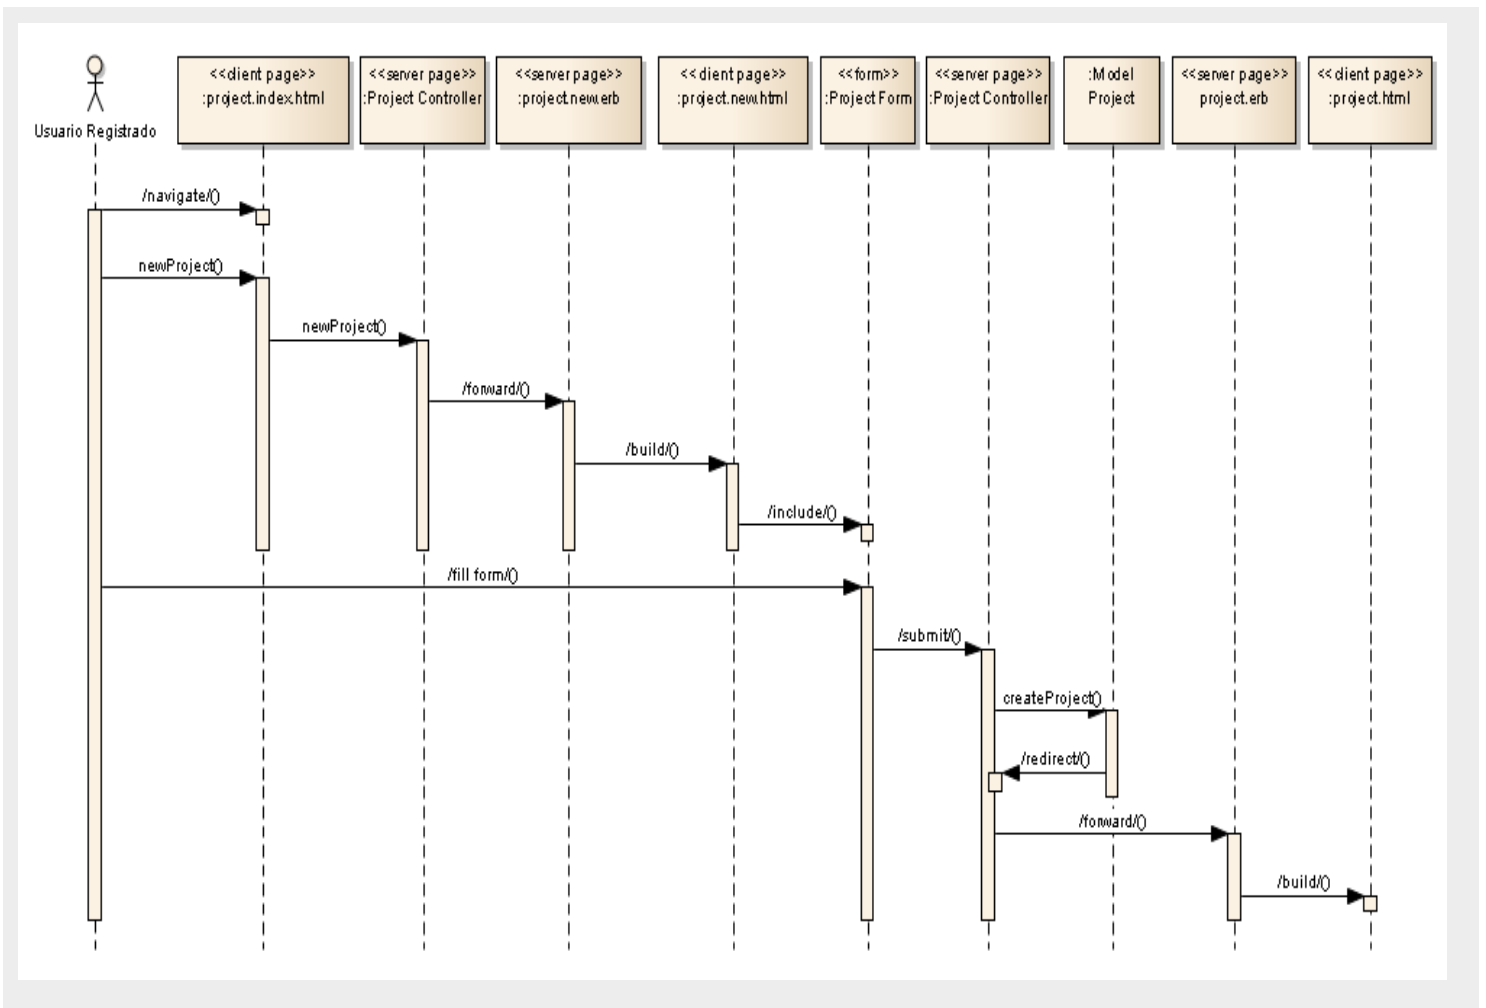 <<client page>>
:project.index.html
<<server page>>
:Project Controller
<<server page>>
:project.new.erb
<<client page>>
:project.new.html
<<form>>
:Project Form
<<server page>>
:Project Controller
:Model
Project
<<server page>>
project.erb
<<client page>>
:project.html
Usuario Registrado
/navigate/()
newProject()
newProject()
/forward/()
/build/()
/include/()
/fill form/()
/submit/()
createProject()
/redirect/()
/forward/()
/build/()